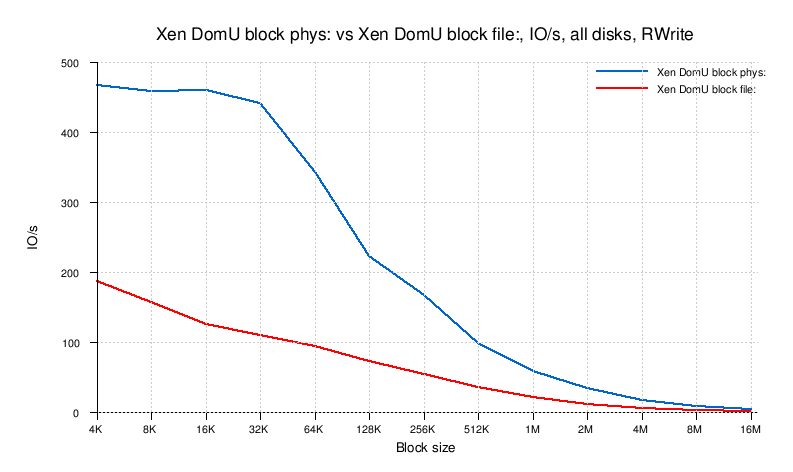 Xen DomU block phys: vs Xen DomU block file:, IO/s, all disks, RWrite
500
Xen DomU block phys:
Xen DomU block file:
400
300
IO/s
200
100
0
4K 8K 16K 32K 64K 128K 256K 512K 1M 2M 4M 8M 16M
Block size